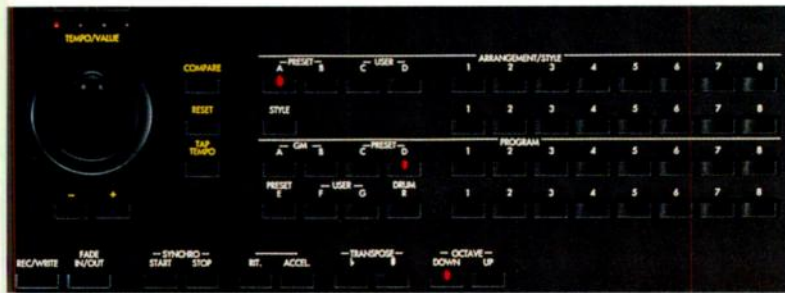 TEMPO/VALUE
ARRANGEMENT/STYLE
PRESET USER
COMPARE A B C D 1 2 3 4 5 6 7 8
RESET STYLE 1 2 3 4 5 6 7 8
PROGRAM
GM PRESET
TAP TEMPO A B C D 1 2 3 4 5 6 7 8
PRESET USER DRUM
- + E F G R 1 2 3 4 5 6 7 8
FADE SYNCHRO TRANSPOSE OCTAVE
REC/WRITE IN/OUT START STOP RIT. ACCEL. ♭ DOWN UP